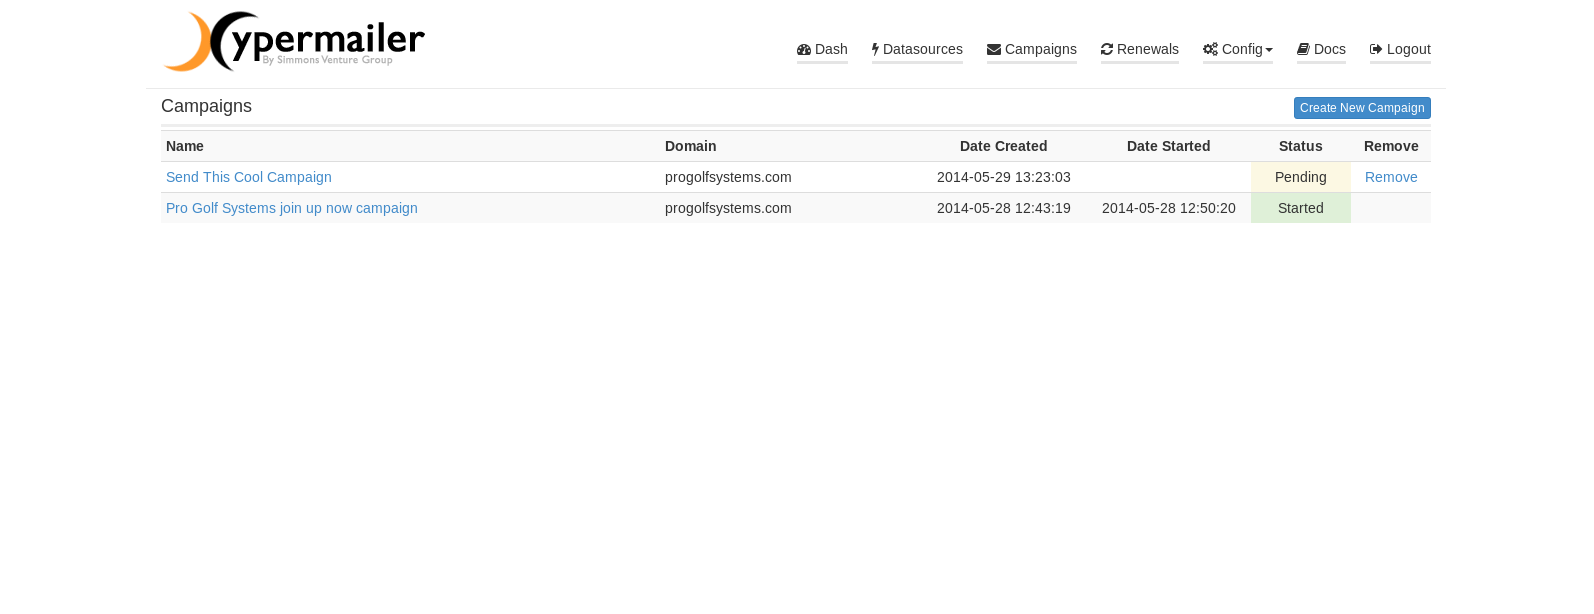 ypermailer
By Simmons Venture Group
Dash Datasources Campaigns Renewals Config Docs Logout
Campaigns Create New Campaign
Name Domain Date Created Date Started Status Remove
Send This Cool Campaign progolfsystems.com 2014-05-29 13:23:03 Pending Remove
Pro Golf Systems join up now campaign progolfsystems.com 2014-05-28 12:43:19 2014-05-28 12:50:20 Started